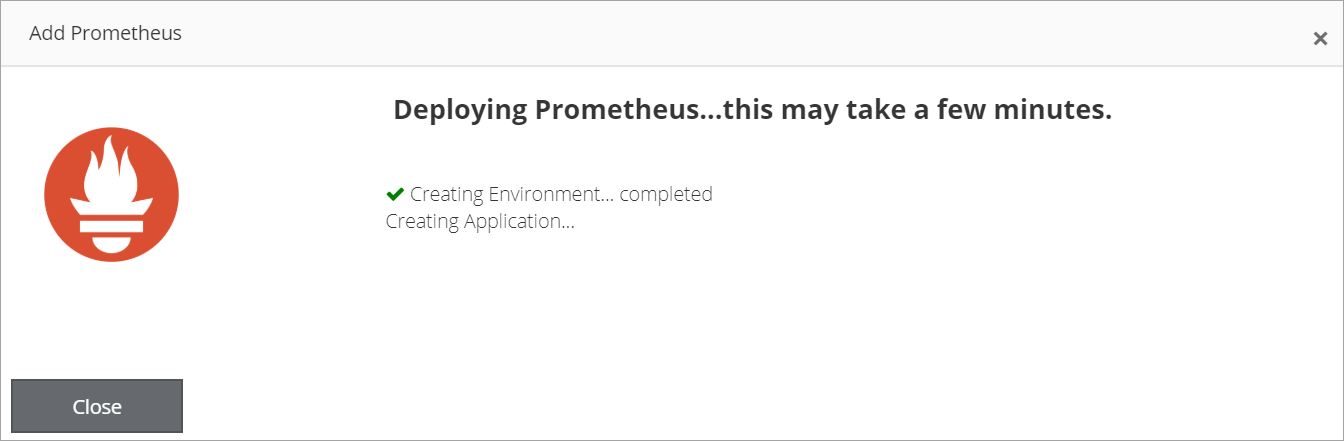 Add Prometheus
×
Deploying Prometheus...this may take a few minutes.
✔ Creating Environment... completed
Creating Application...
Close